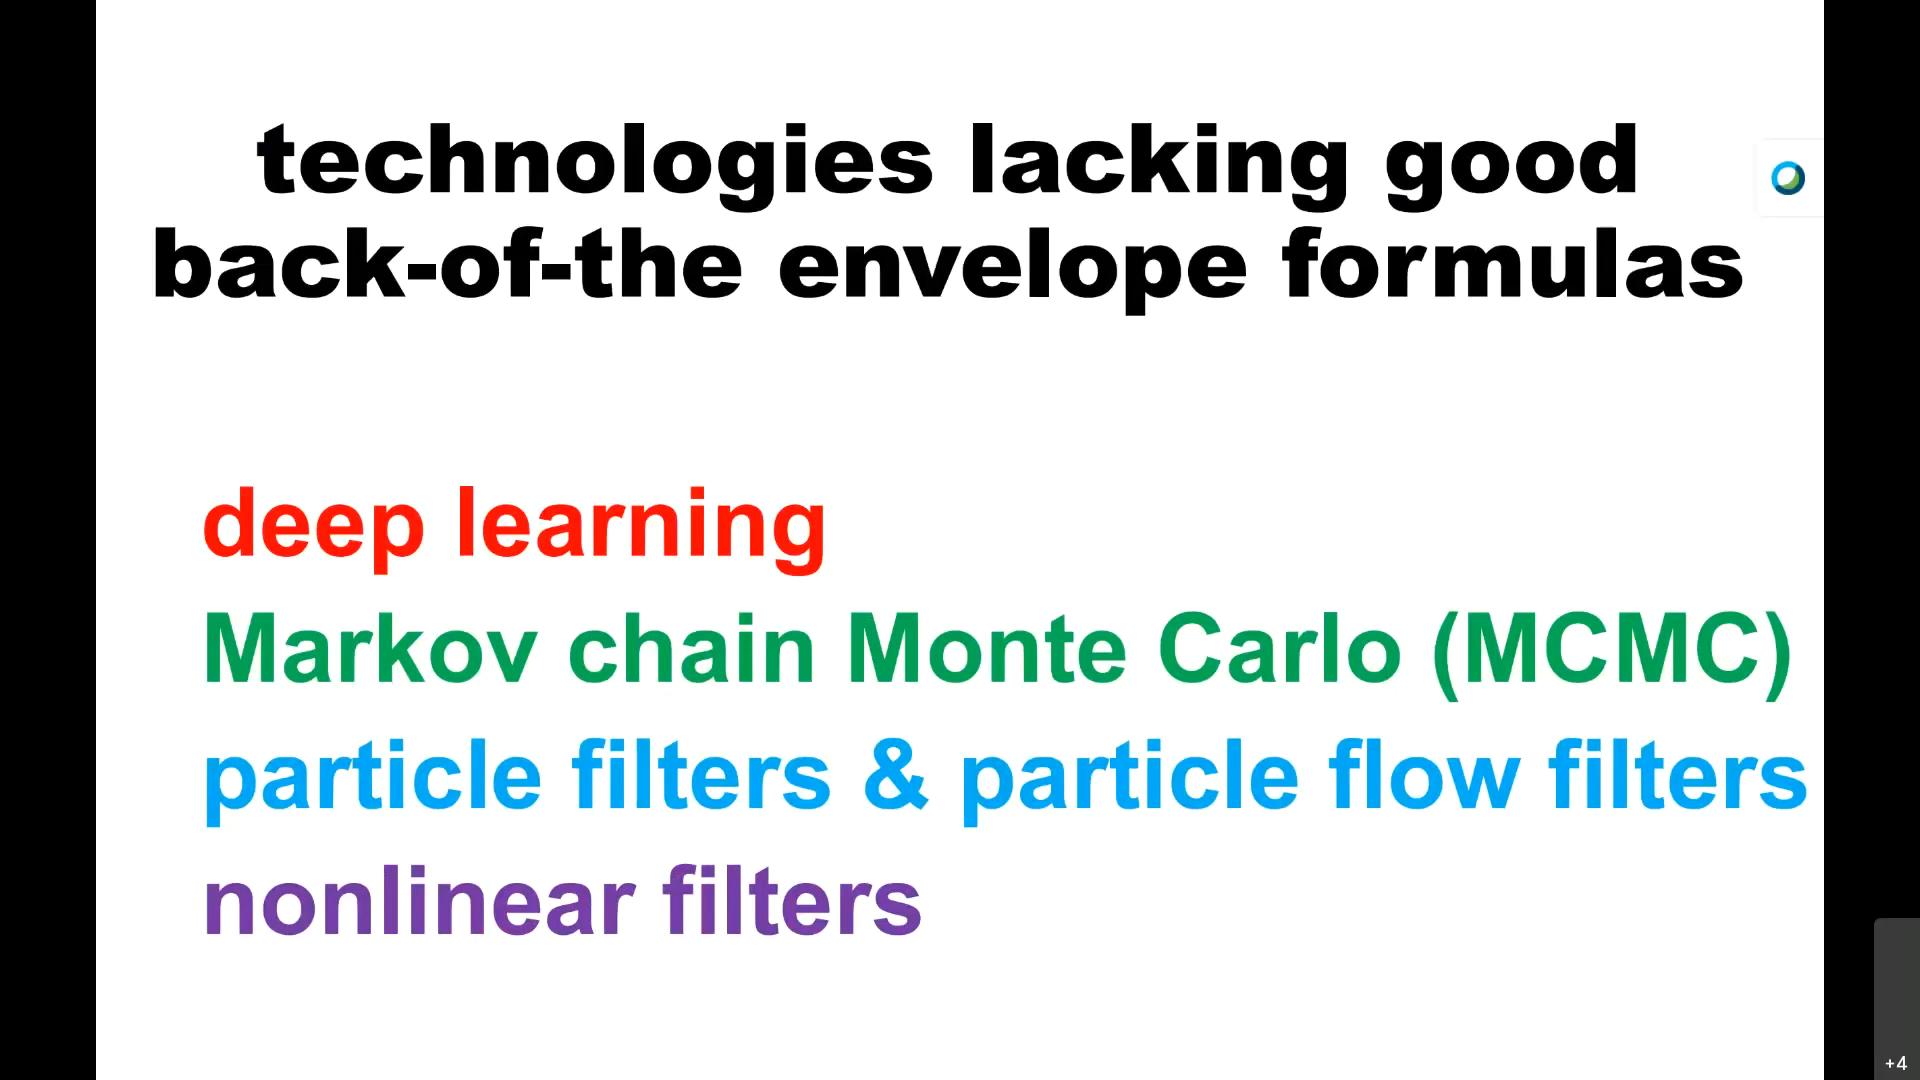 technologies lacking good
back-of-the envelope formulas
deep learning
Markov chain Monte Carlo (MCMC)
particle filters & particle flow filters
nonlinear filters
+4